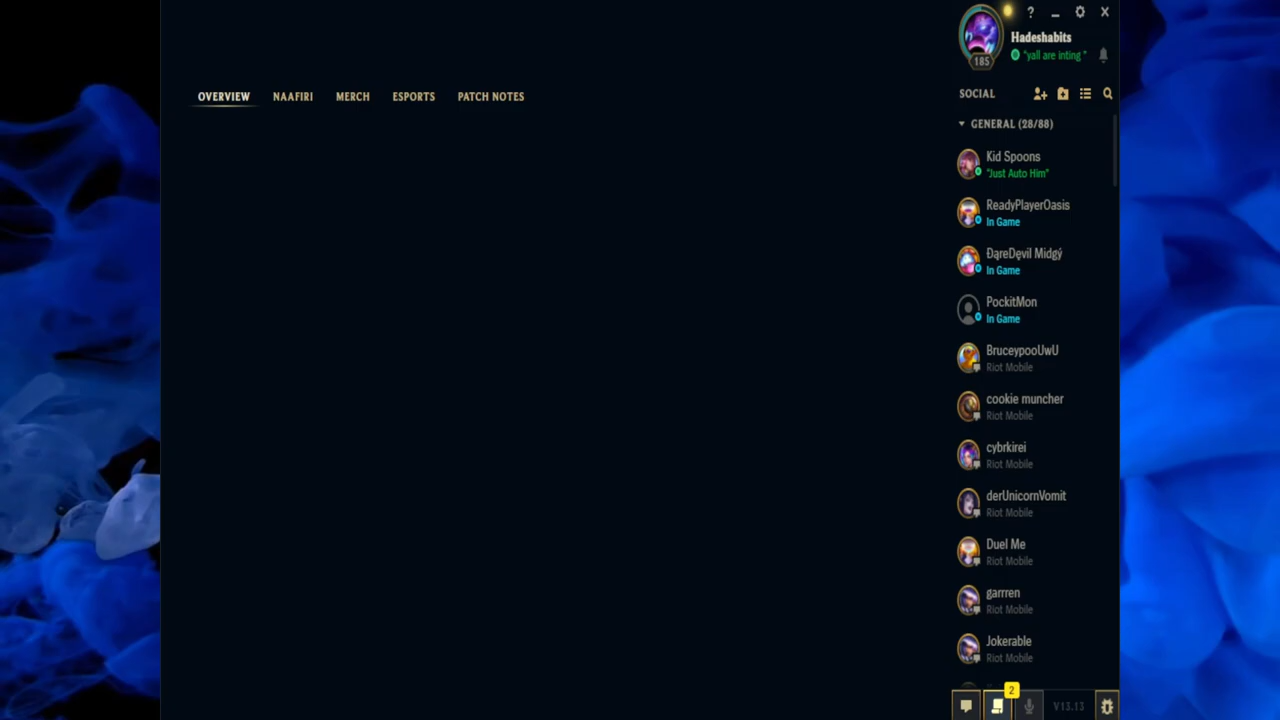 ?
Hadeshabits
"yall are inting "
185
OVERVIEW NAAFIRI MERCH ESPORTS PATCH NOTES
SOCIAL
GENERAL (28/88)
Kid Spoons
"Just Auto Him"
ReadyPlayerOasis
In Game
ĐąreDęvil Midgý
In Game
PockitMon
In Game
BruceypooUwU
Riot Mobile
cookie muncher
Riot Mobile
cybrkirei
Riot Mobile
derUnicornVomit
Riot Mobile
Duel Me
Riot Mobile
garrren
Riot Mobile
Jokerable
Riot Mobile
2
V13.13